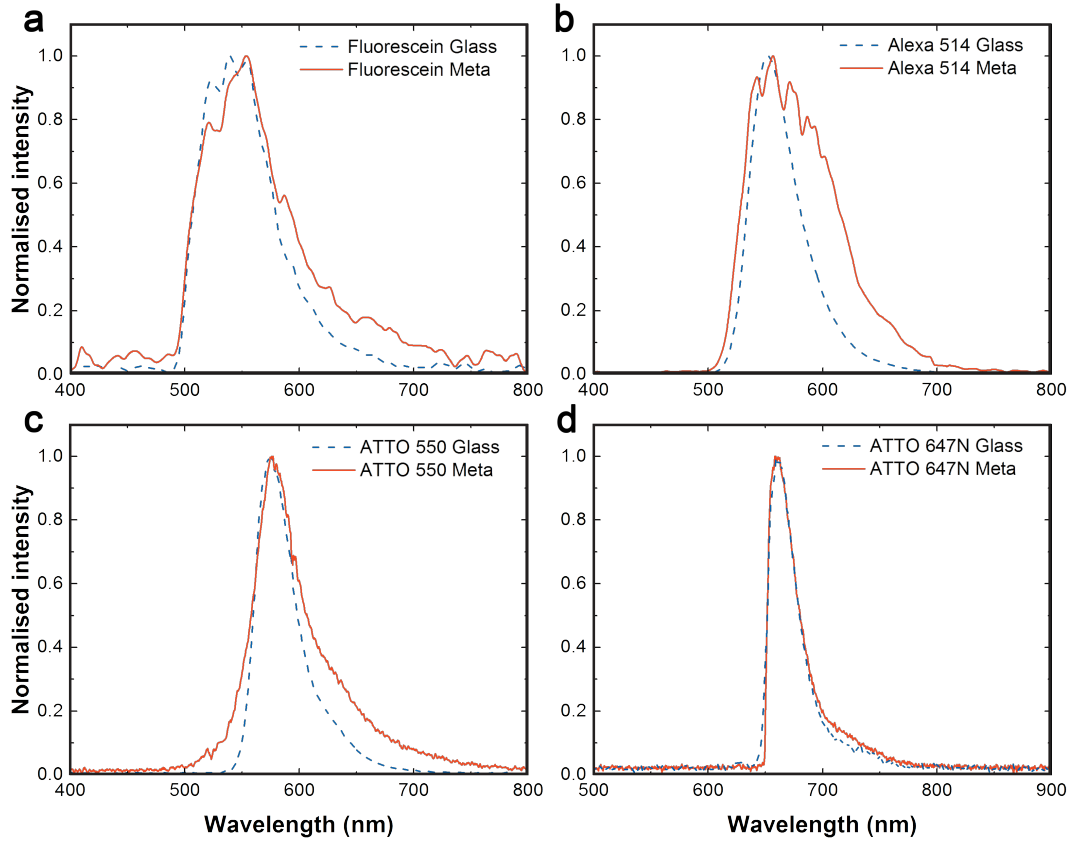 a
Fluorescein Glass
Fluorescein Meta
1.0
0.8
0.6
0.4
0.2
0.0
400 500 600 700 800
Normalised intensity
b
Alexa 514 Glass
Alexa 514 Meta
1.0
0.8
0.6
0.4
0.2
0.0
400 500 600 700 800
c
ATTO 550 Glass
ATTO 550 Meta
1.0
0.8
0.6
0.4
0.2
0.0
400 500 600 700 800
Normalised intensity
Wavelength (nm)
d
ATTO 647N Glass
ATTO 647N Meta
1.0
0.8
0.6
0.4
0.2
0.0
500 600 700 800 900
Wavelength (nm)